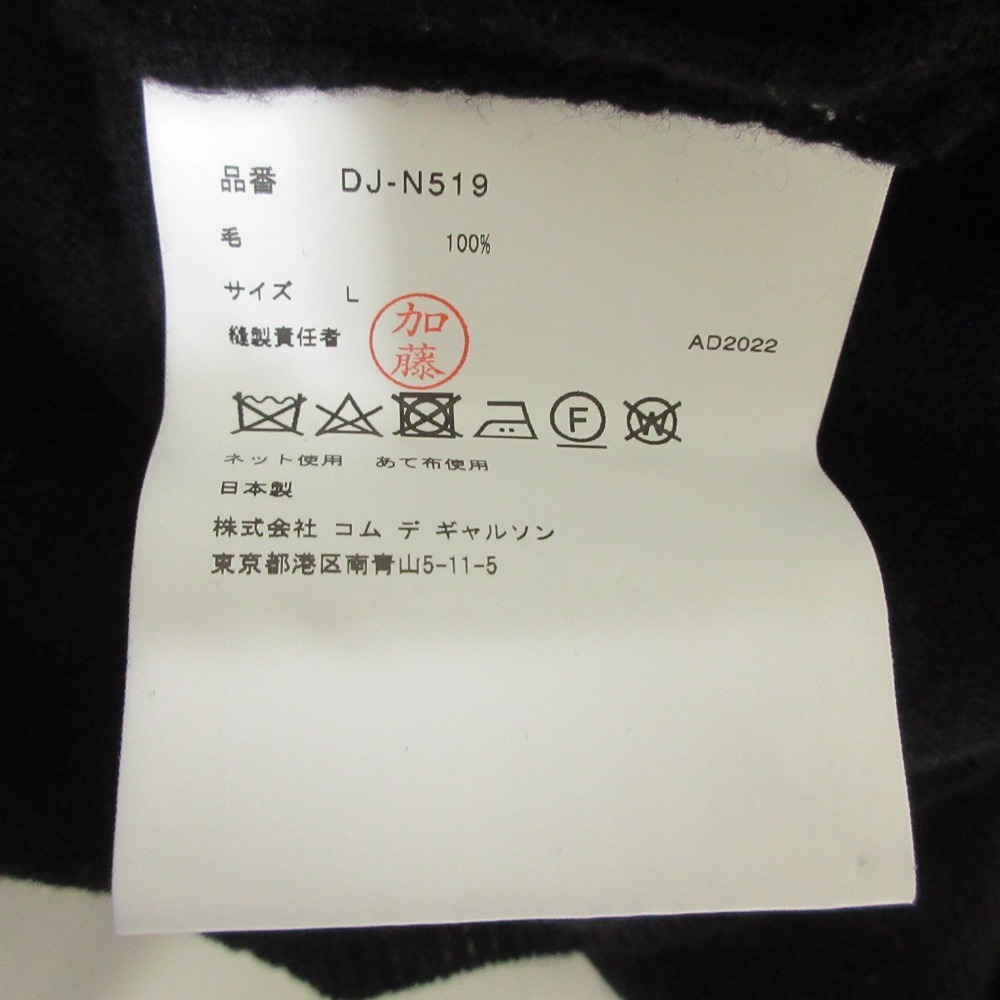 品番 DJ-N519
毛 100%
サイズ L
縫製責任者 加藤 AD2022
F W
ネット使用 あて布使用
日本製
株式会社 コム デ ギャルソン
東京都港区南青山5-11-5